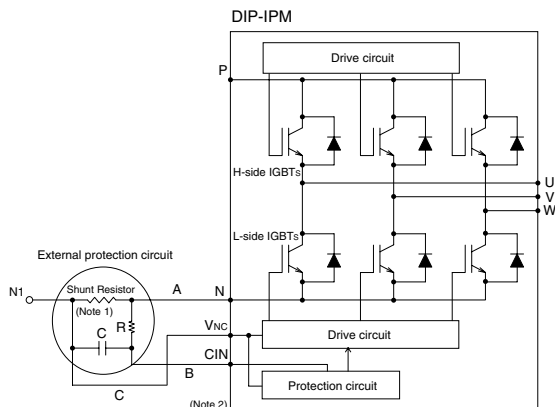 DIP-IPM
Drive circuit
P
H-side IGBTs
U
V
W
L-side IGBTs
External protection circuit
N1
Shunt Resistor
A
N
(Note 1)
R
C
VNC
Drive circuit
CIN
B
C
Protection circuit
(Note 2)